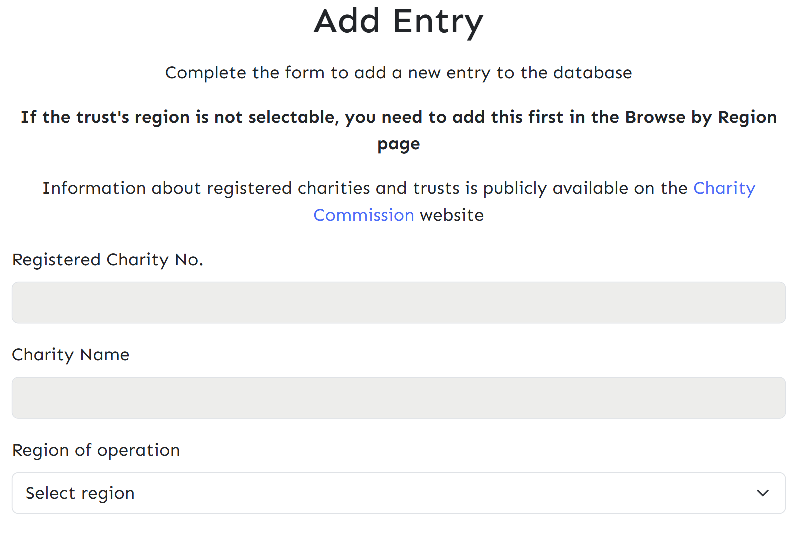 Add Entry
Complete the form to add a new entry to the database
If the trust's region is not selectable, you need to add this first in the Browse by Region
page
Information about registered charities and trusts is publicly available on the Charity
Commission website
Registered Charity No.
Charity Name
Region of operation
Select region